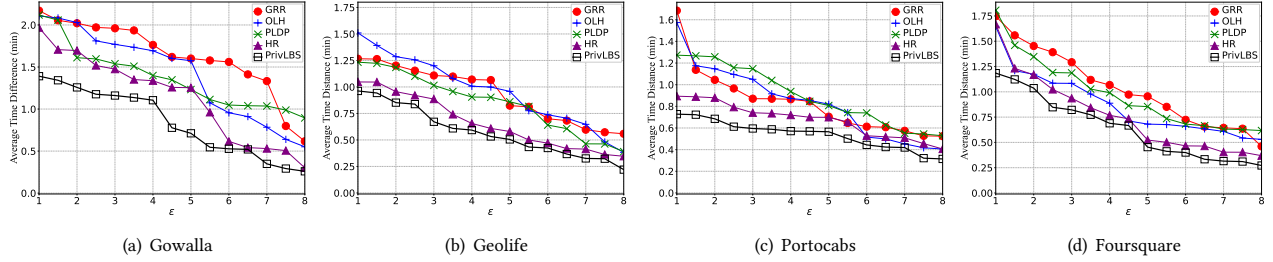 Average Time Difference (min)
2.0
1.5
1.0
0.5
0.0
1 2 3 4 5 6 7 8
ε
GRR
OLH
PLDP
HR
PrivLBS
(a) Gowalla
Average Time Distance (min)
1.75
1.50
1.25
1.00
0.75
0.50
0.25
0.00
1 2 3 4 5 6 7 8
ε
GRR
OLH
PLDP
HR
PrivLBS
(b) Geolife
Average Time Distance (min)
1.6
1.4
1.2
1.0
0.8
0.6
0.4
0.2
0.0
1 2 3 4 5 6 7 8
ε
GRR
OLH
PLDP
HR
PrivLBS
(c) Portocabs
Average Time Distance (min)
1.75
1.50
1.25
1.00
0.75
0.50
0.25
0.00
1 2 3 4 5 6 7 8
ε
GRR
OLH
PLDP
HR
PrivLBS
(d) Foursquare